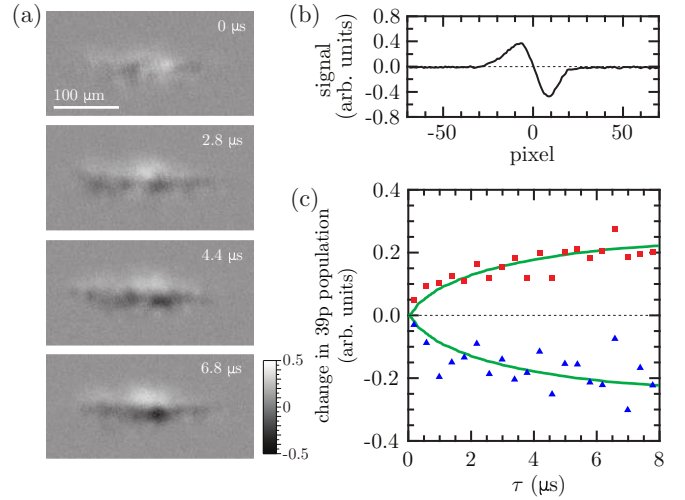 (a)
0 µs
100 µm
2.8 µs
4.4 µs
6.8 µs
0.5
0
-0.5
(b)
signal
(arb. units)
0.8
0.4
0.0
-0.4
-0.8
-50
0
50
pixel
(c)
change in 39p population
(arb. units)
0.4
0.2
0.0
-0.2
-0.4
0
2
4
6
8
τ (µs)